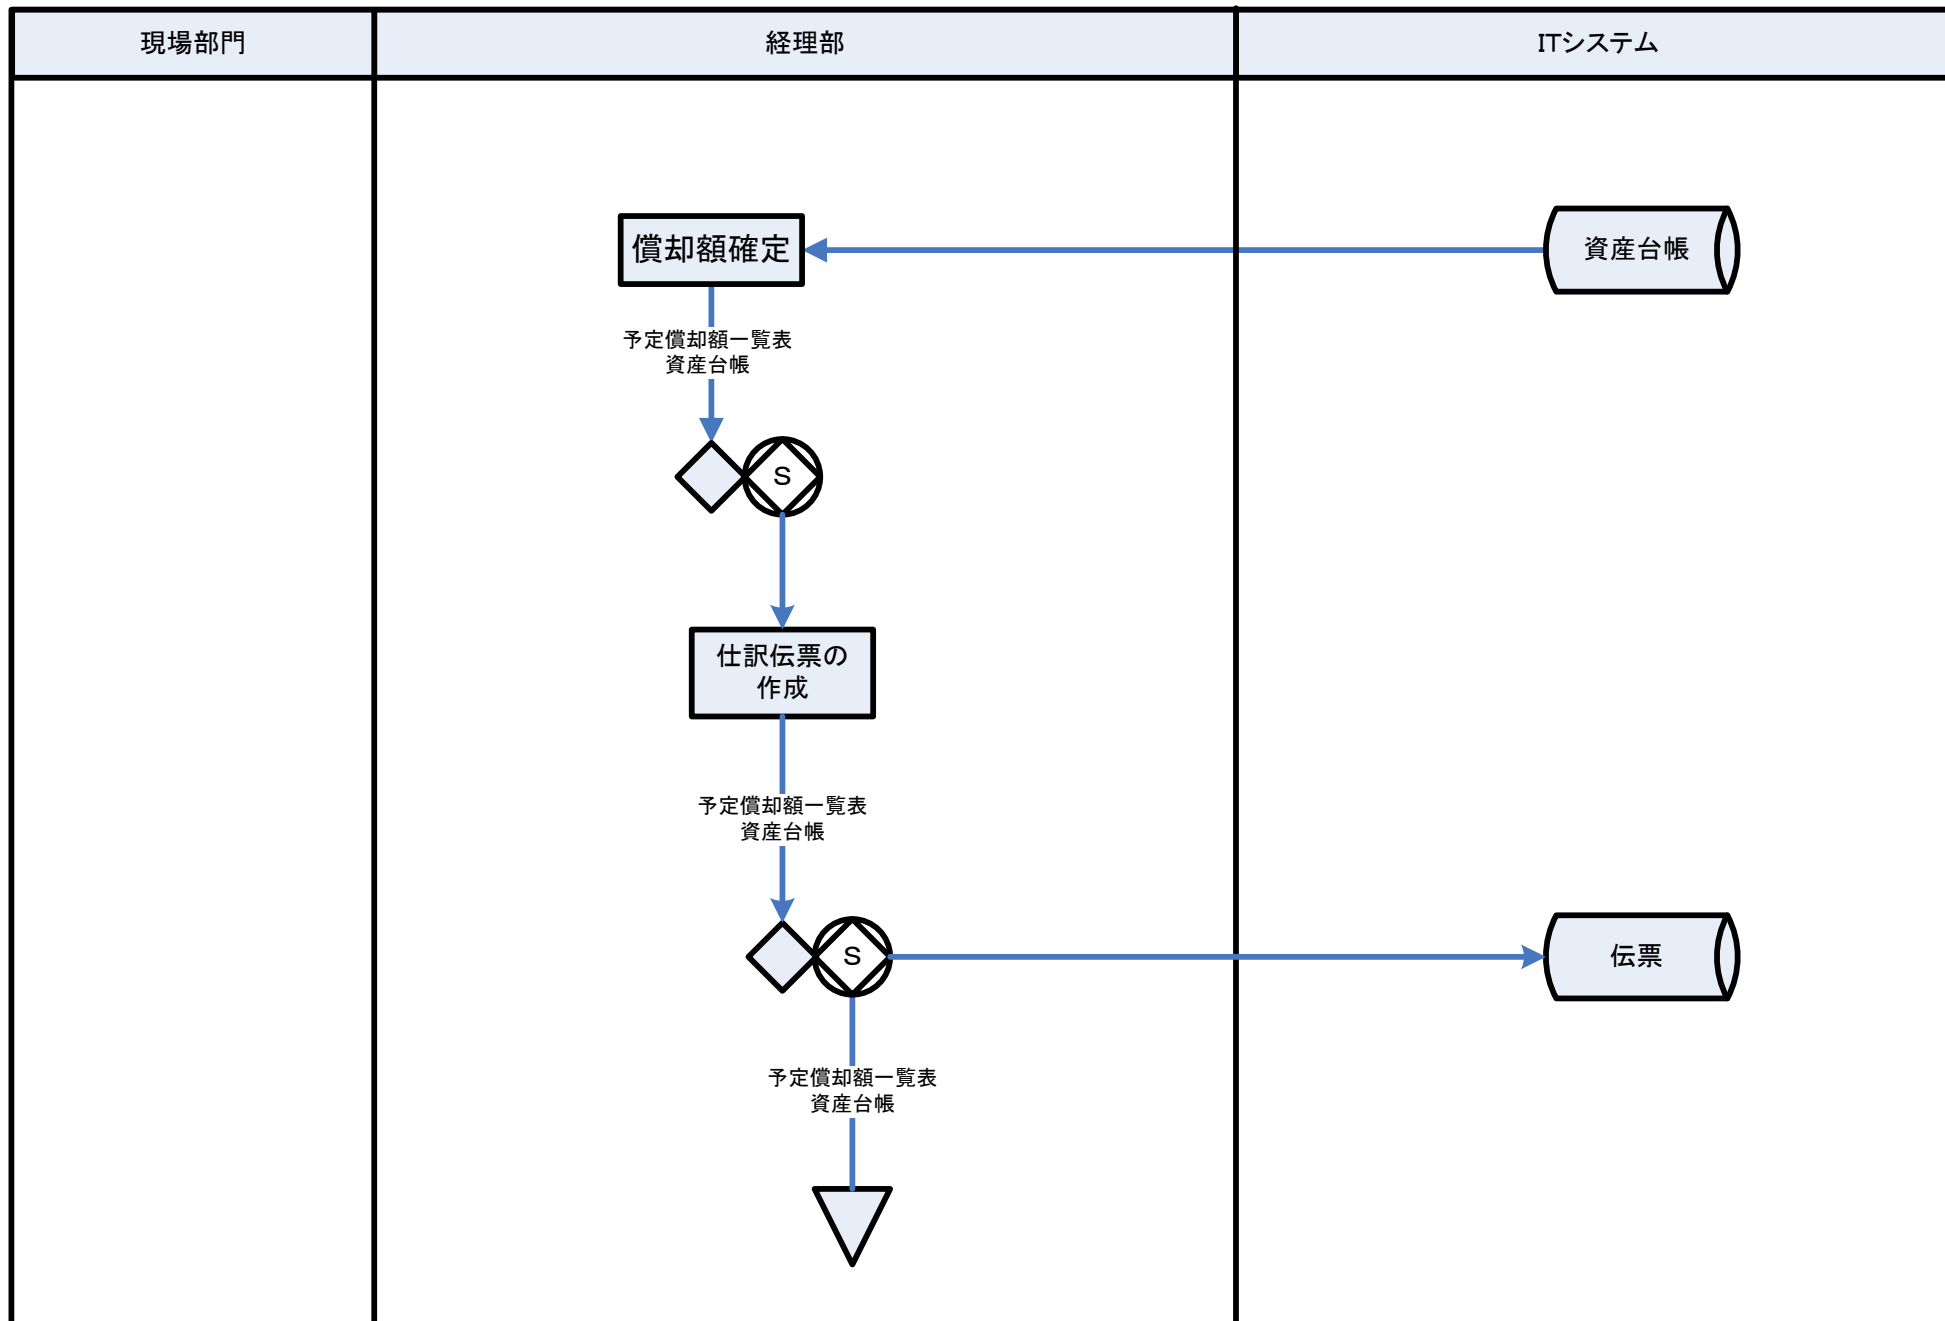 現場部門
経理部
ITシステム
償却額確定
資産台帳
予定償却額一覧表
資産台帳
S
仕訳伝票の
作成
予定償却額一覧表
資産台帳
S
伝票
予定償却額一覧表
資産台帳